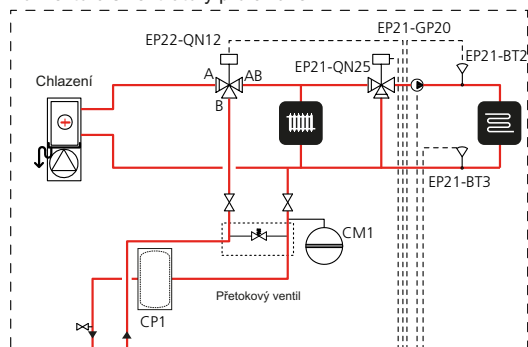 EP22-QN12
EP21-GP20
EP21-QN25
EP21-BT2
Chlazení
A
AB
B
EP21-BT3
CM1
Přetokový ventil
CP1